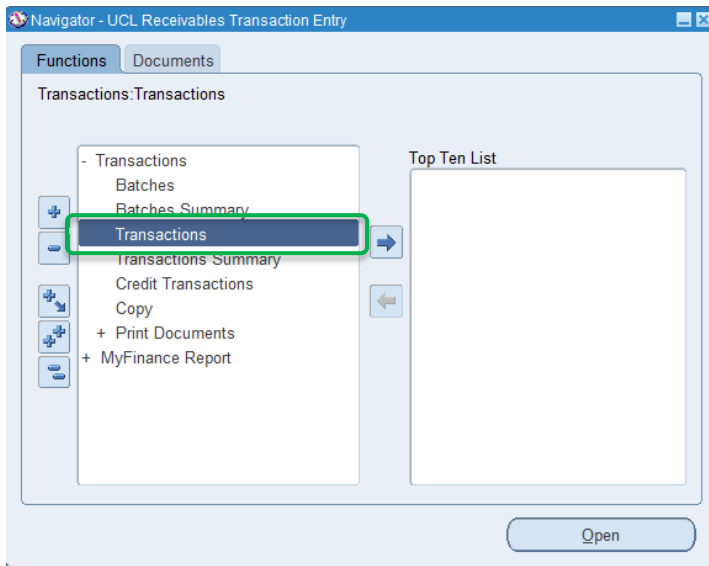 Navigator - UCL Receivables Transaction Entry
Functions Documents
Transactions:Transactions
Top Ten List
- Transactions
Batches
Batches Summary
Transactions
Transactions Summary
Credit Transactions
Copy
+ Print Documents
+ MyFinance Report
Open